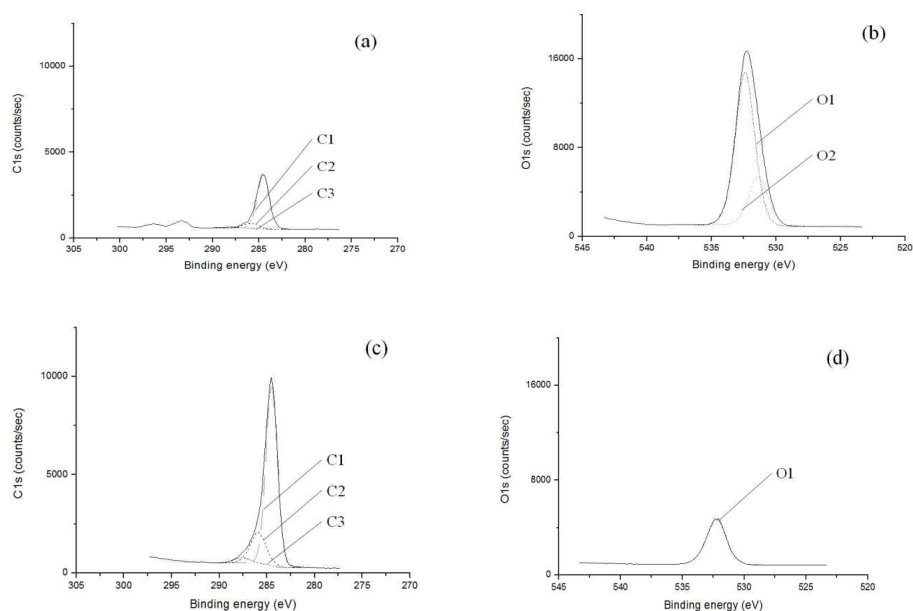 (a)
10000
5000
0
C1s (counts/sec)
C1
C2
C3
305 300 295 290 285 280 275 270
Binding energy (eV)
(b)
16000
8000
0
O1s (counts/sec)
O1
O2
545 540 535 530 525 520
Binding energy (eV)
(c)
10000
5000
0
C1s (counts/sec)
C1
C2
C3
305 300 295 290 285 280 275 270
Binding energy (eV)
(d)
16000
8000
0
O1s (counts/sec)
O1
545 540 535 530 525 520
Binding energy (eV)